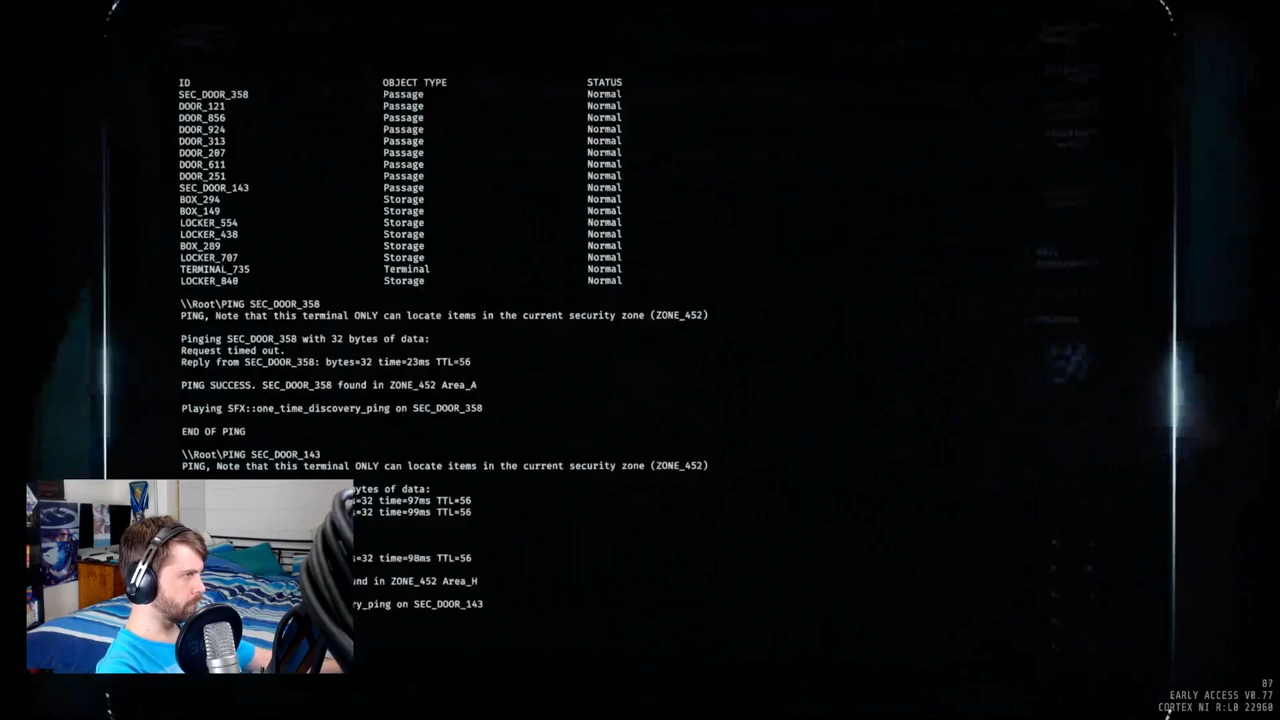 ID OBJECT TYPE STATUS
SEC_DOOR_358 Passage Normal
DOOR_121 Passage Normal
DOOR_856 Passage Normal
DOOR_924 Passage Normal
DOOR_313 Passage Normal
DOOR_207 Passage Normal
DOOR_611 Passage Normal
DOOR_251 Passage Normal
SEC_DOOR_143 Passage Normal
BOX_294 Storage Normal
BOX_149 Storage Normal
LOCKER_554 Storage Normal
LOCKER_438 Storage Normal
BOX_289 Storage Normal
LOCKER_707 Storage Normal
TERMINAL_735 Terminal Normal
LOCKER_840 Storage Normal
\\Root\PING SEC_DOOR_358
PING, Note that this terminal ONLY can locate items in the current security zone (ZONE_452)
Pinging SEC_DOOR_358 with 32 bytes of data:
Request timed out.
Reply from SEC_DOOR_358: bytes=32 time=23ms TTL=56
PING SUCCESS. SEC_DOOR_358 found in ZONE_452 Area_A
Playing SFX::one_time_discovery_ping on SEC_DOOR_358
END OF PING
\\Root\PING SEC_DOOR_143
PING, Note that this terminal ONLY can locate items in the current security zone (ZONE_452)
bytes of data:
=32 time=97ms TTL=56
=32 time=99ms TTL=56
=32 time=98ms TTL=56
und in ZONE_452 Area_H
ry_ping on SEC_DOOR_143
87
EARLY ACCESS V0.77
CORTEX NI R:L0 22960